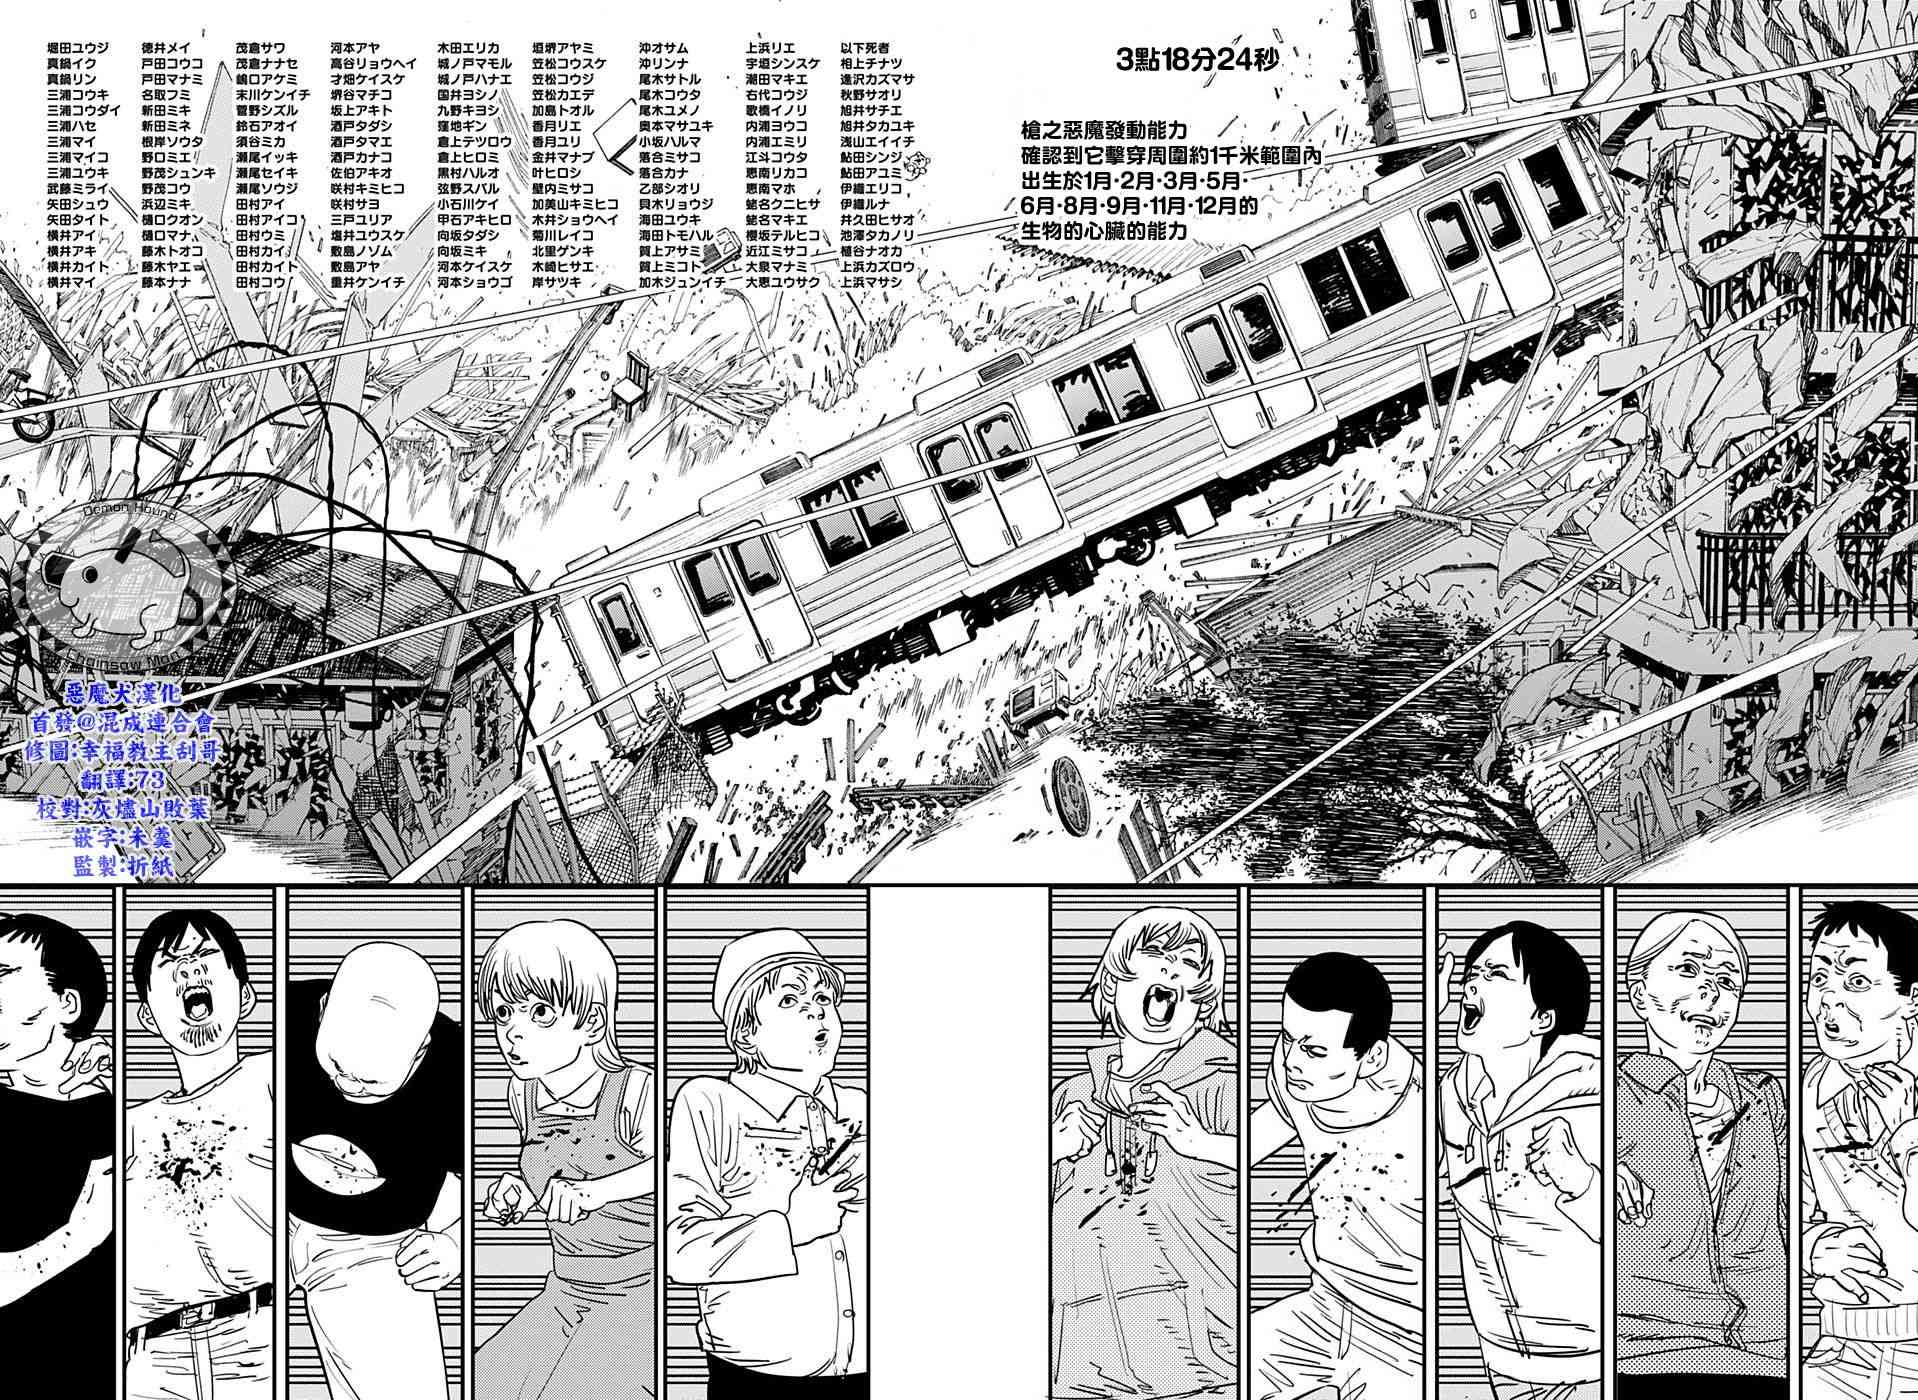 3點18分24秒
槍之惡魔發動能力
確認到它擊穿周圍約1千米範圍內
出生於1月·2月·3月·5月·
6月·8月·9月·11月·12月的
生物的心臟的能力
以下死者
相上チナツ
逢沢カズマサ
秋野サオリ
旭井サチエ
旭井タカユキ
浅山エイイチ
鮎田シンジ
鮎田アユミ
伊織エリコ
伊織ルナ
井久田ヒサオ
池澤タカノリ
植谷ナオカ
上浜カズロウ
上浜マサシ
上浜リエ
宇垣シンスケ
潮田マキエ
右代コウジ
歌橋イノリ
内浦ヨウコ
内浦エミリ
江斗コウタ
恵南リカコ
恵南マホ
蛯名クニヒサ
蛯名マキエ
櫻坂テルヒコ
近江ミサコ
大泉マナミ
大恵ユウサク
沖オサム
沖リンナ
尾木サトル
尾木コウタ
尾木ユメノ
奥本マサユキ
小坂ハルマ
落合ミサコ
落合カナ
乙部シオリ
貝木リョウジ
海田ユウキ
海田トモハル
賀上アサミ
賀上ミコト
加木ジュンイチ
垣堺アヤミ
笠松コウスケ
笠松コウジ
笠松カエデ
加島トオル
香月リエ
香月ユリ
金井マナブ
叶ヒロシ
壁内ミサコ
加美山キミヒコ
木井ショウヘイ
菊川レイコ
北里ゲンキ
木崎ヒサエ
岸サツキ
木田エリカ
城ノ戸マモル
城ノ戸ハナエ
国井ヨシノ
九野キヨシ
窪地ギン
倉上テツロウ
倉上ヒロミ
黒村ハルオ
弦野スバル
小石川ケイ
甲石アキヒロ
向坂タダシ
向坂ミキ
河本ケイスケ
河本ショウゴ
河本アヤ
高谷リョウヘイ
才畑ケイスケ
堺谷マチコ
坂上アキト
酒戸タダシ
酒戸タマエ
酒戸カナコ
佐伯アキオ
咲村キミヒコ
咲村サヨ
三戸ユリア
塩井ユウスケ
敷島ノゾム
敷島アヤ
重井ケンイチ
茂倉サワ
茂倉ナナセ
嶋口アケミ
末川ケンイチ
菅野シズル
鈴石アオイ
須谷ミカ
瀬尾イッキ
瀬尾セイキ
瀬尾ソウジ
田村アイ
田村アイコ
田村ウミ
田村カイ
田村カイト
田村コウ
徳井メイ
戸田コウコ
戸田マナミ
名取フミ
新田ミキ
新田ミネ
根岸ソウタ
野口ミエ
野茂シュンキ
野茂コウ
浜辺ミキ
樋口クオン
樋口マナ
藤木トオコ
藤木ヤエ
藤本ナナ
堀田ユウジ
真鍋イク
真鍋リン
三浦コウキ
三浦コウダイ
三浦ハセ
三浦マイ
三浦マイコ
三浦ユウキ
武藤ミライ
矢田シュウ
矢田タイト
横井アイ
横井アキ
横井カイト
横井マイ
Demon Hound
Chainsaw Man
惡魔犬漢化
首發@混成連合會
修圖:幸福教主刮哥
翻譯:73
校對:灰燼山敗葉
嵌字:未羹
監製:折紙